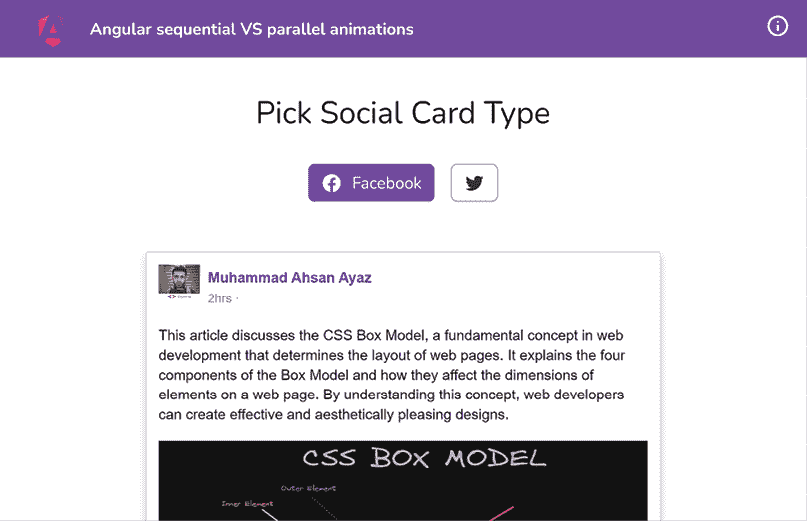 Angular sequential VS parallel animations
Pick Social Card Type
Facebook
Muhammad Ahsan Ayaz
2hrs ·
This article discusses the CSS Box Model, a fundamental concept in web
development that determines the layout of web pages. It explains the four
components of the Box Model and how they affect the dimensions of
elements on a web page. By understanding this concept, web developers
can create effective and aesthetically pleasing designs.
CSS BOX MODEL
Outer Element
Inner Element